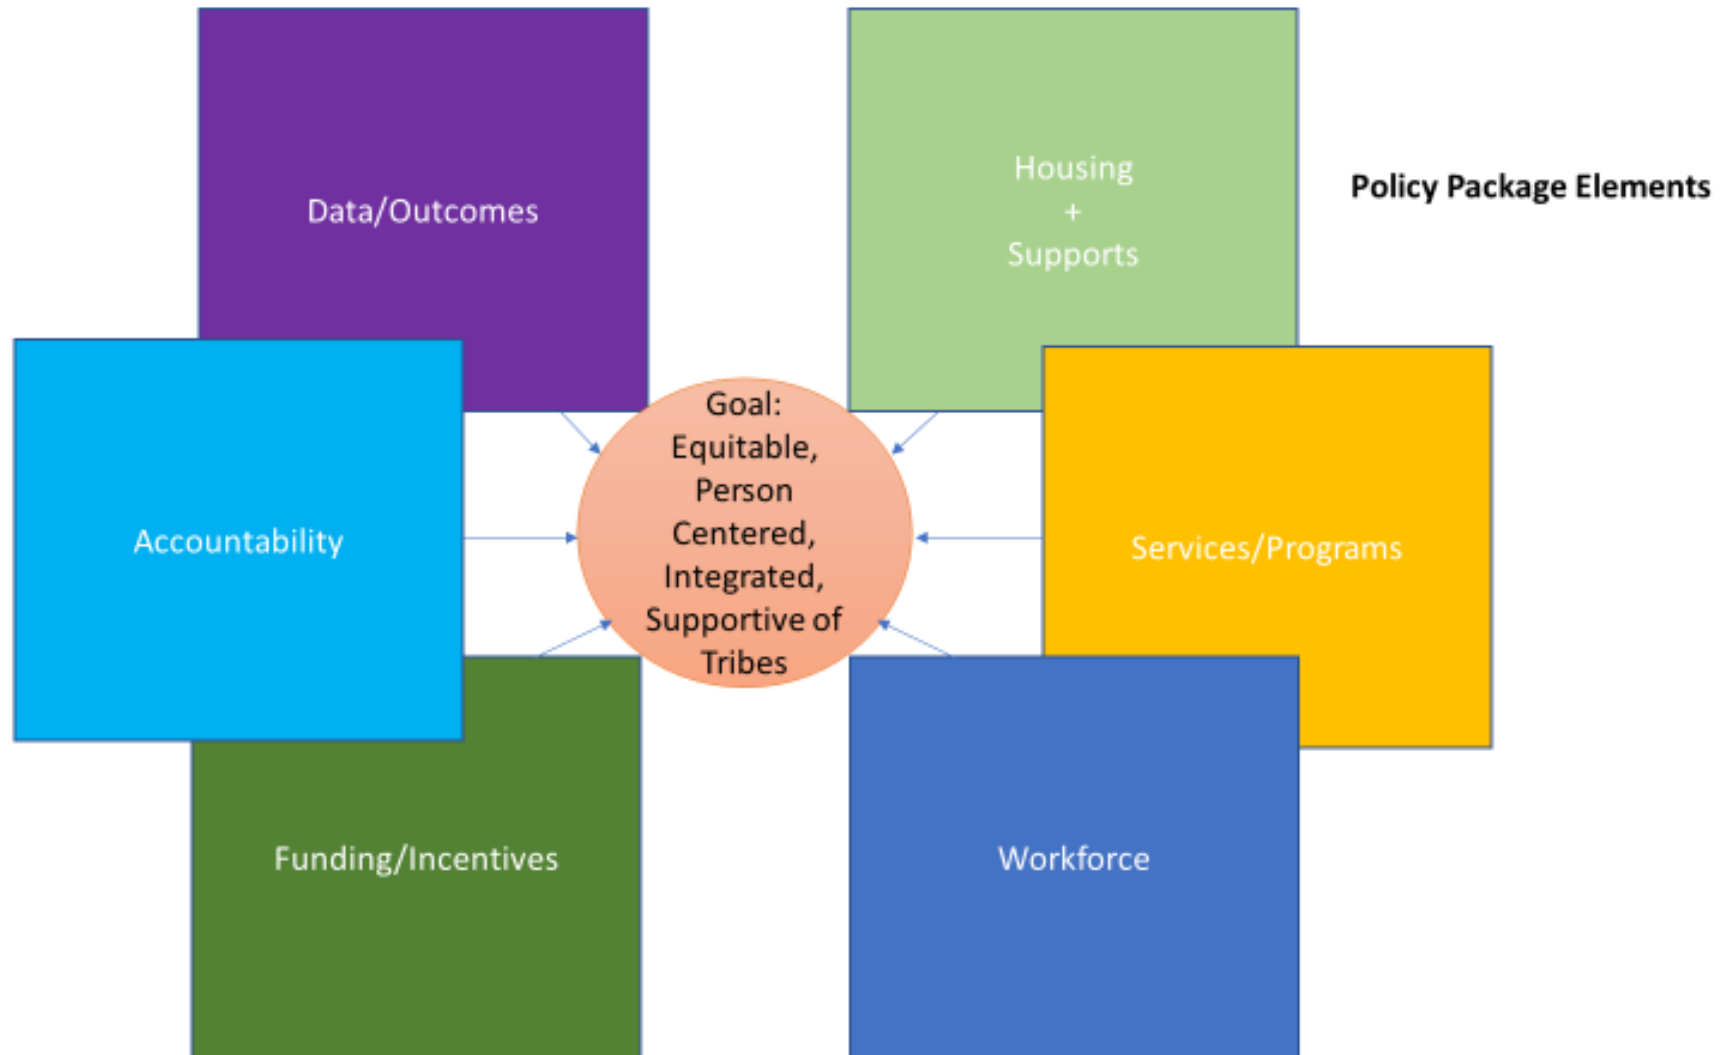 Data/Outcomes
Housing
+
Supports
Policy Package Elements
Goal:
Equitable,
Person
Centered,
Integrated,
Supportive of
Tribes
Accountability
Services/Programs
Funding/Incentives
Workforce